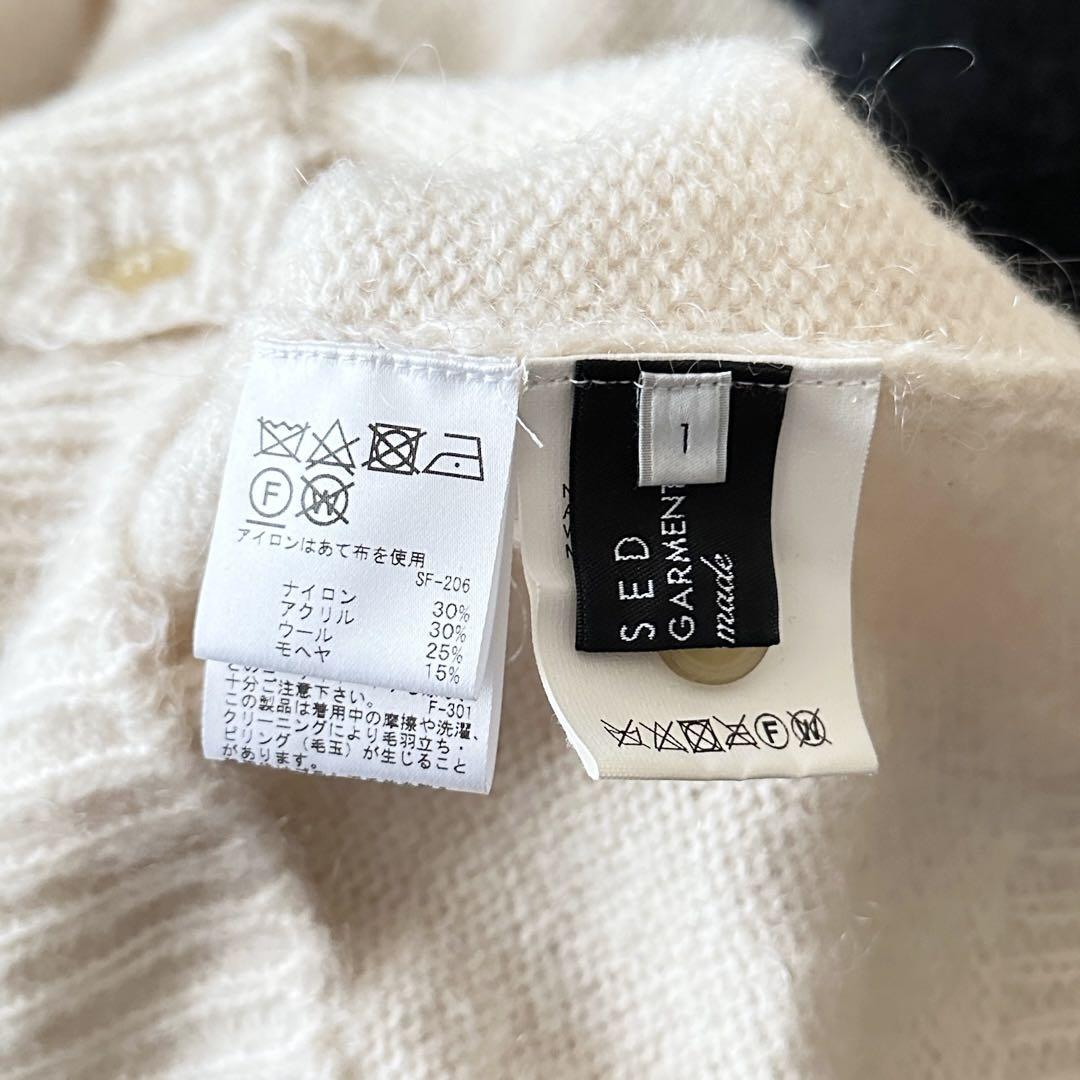 F W
アイロンはあて布を使用
SF-206
ナイロン 30%
アクリル 30%
ウール 25%
モヘヤ 15%
十分ご注意下さい。
F-301
この製品は着用中の摩擦や洗濯、
クリーニングにより毛羽立ち・
ピリング(毛玉)が生じること
があります。
1
SED
GARMENT
made
F W